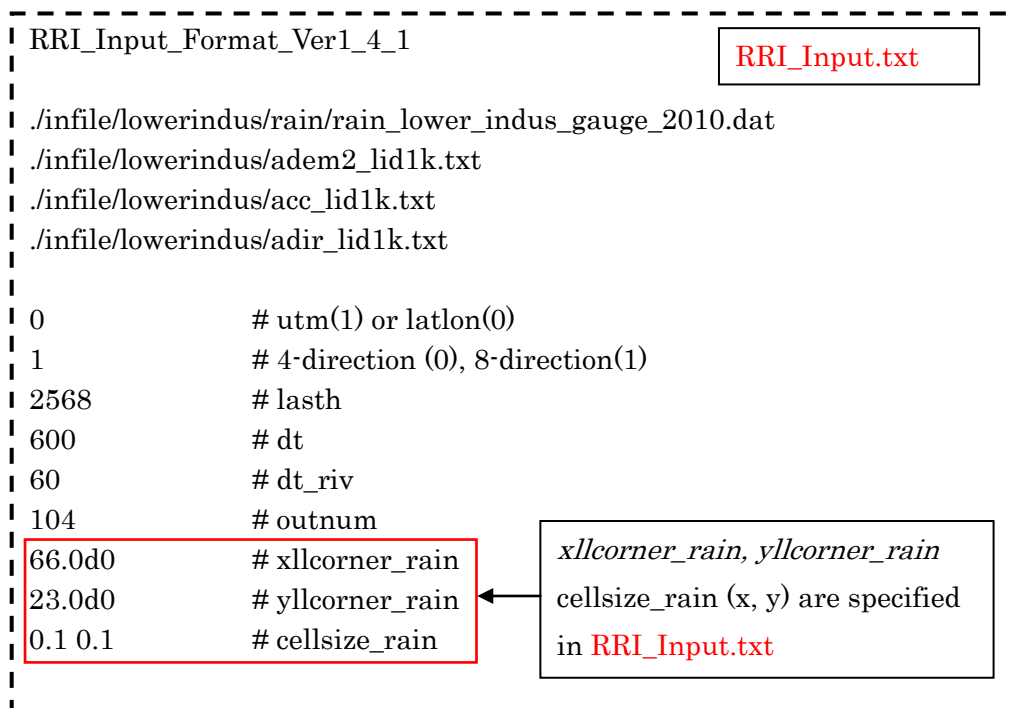 RRI_Input_Format_Ver1_4_1
RRI_Input.txt
./infile/lowerindus/rain/rain_lower_indus_gauge_2010.dat
./infile/lowerindus/adem2_lid1k.txt
./infile/lowerindus/acc_lid1k.txt
./infile/lowerindus/adir_lid1k.txt
0 # utm(1) or latlon(0)
1 # 4-direction (0), 8-direction(1)
2568 # lasth
600 # dt
60 # dt_riv
104 # outnum
66.0d0 # xllcorner_rain
23.0d0 # yllcorner_rain
0.1 0.1 # cellsize_rain
xllcorner_rain, yllcorner_rain
cellsize_rain (x, y) are specified
in RRI_Input.txt